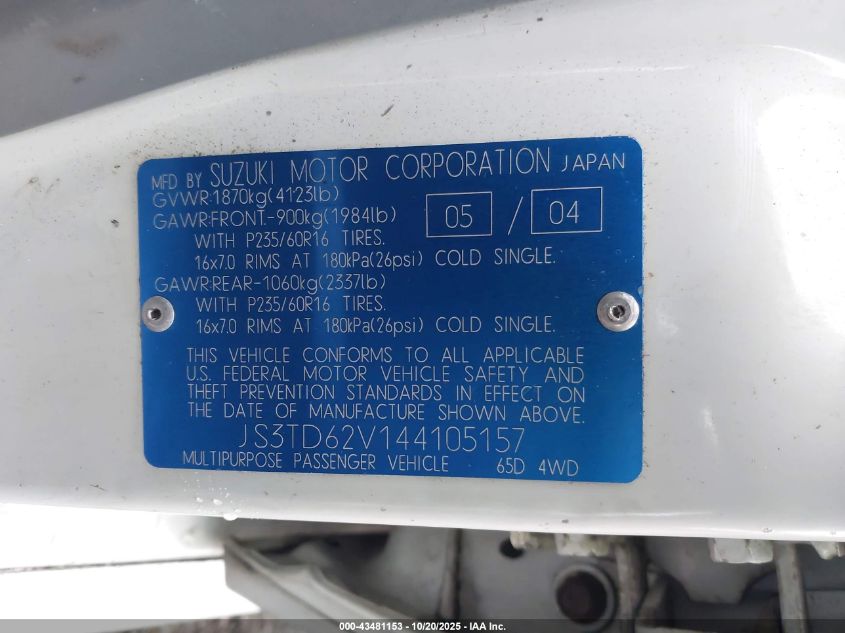 MFD BY SUZUKI MOTOR CORPORATION JAPAN
GVWR:1870kg(4123lb)
GAWR:FRONT-900kg(1984lb)
05 / 04
WITH P235/60R16 TIRES.
16x7.0 RIMS AT 180kPa(26psi) COLD SINGLE.
GAWR:REAR-1060kg(2337lb)
WITH P235/60R16 TIRES.
16x7.0 RIMS AT 180kPa(26psi) COLD SINGLE.
THIS VEHICLE CONFORMS TO ALL APPLICABLE
U.S. FEDERAL MOTOR VEHICLE SAFETY AND
THEFT PREVENTION STANDARDS IN EFFECT ON
THE DATE OF MANUFACTURE SHOWN ABOVE.
JS3TD62V144105157
MULTIPURPOSE PASSENGER VEHICLE 65D 4WD
000-43481153 - 10/20/2025 - IAA Inc.